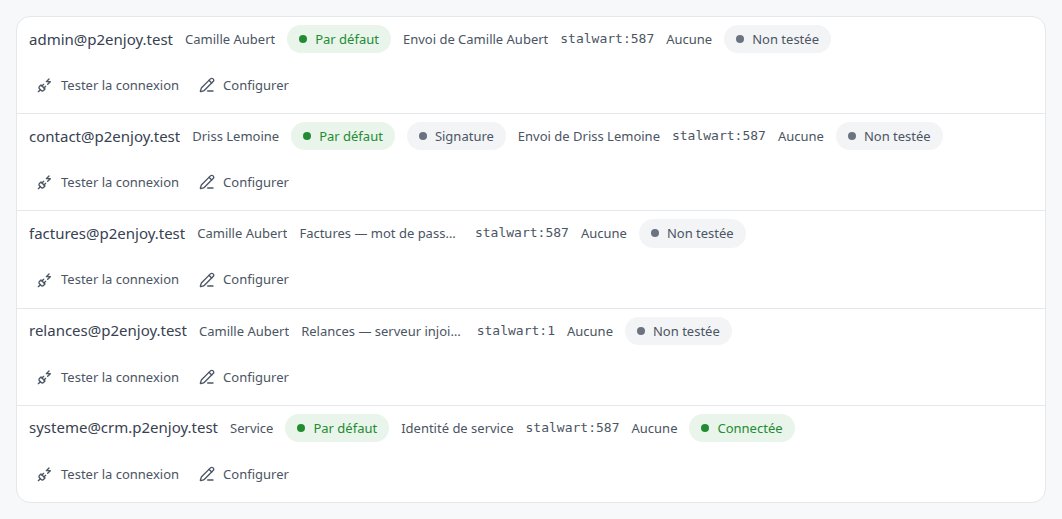 admin@p2enjoy.test Camille Aubert Par défaut Envoi de Camille Aubert stalwart:587 Aucune Non testée
Tester la connexion Configurer
contact@p2enjoy.test Driss Lemoine Par défaut Signature Envoi de Driss Lemoine stalwart:587 Aucune Non testée
Tester la connexion Configurer
factures@p2enjoy.test Camille Aubert Factures — mot de pass... stalwart:587 Aucune Non testée
Tester la connexion Configurer
relances@p2enjoy.test Camille Aubert Relances — serveur injoi... stalwart:1 Aucune Non testée
Tester la connexion Configurer
systeme@crm.p2enjoy.test Service Par défaut Identité de service stalwart:587 Aucune Connectée
Tester la connexion Configurer